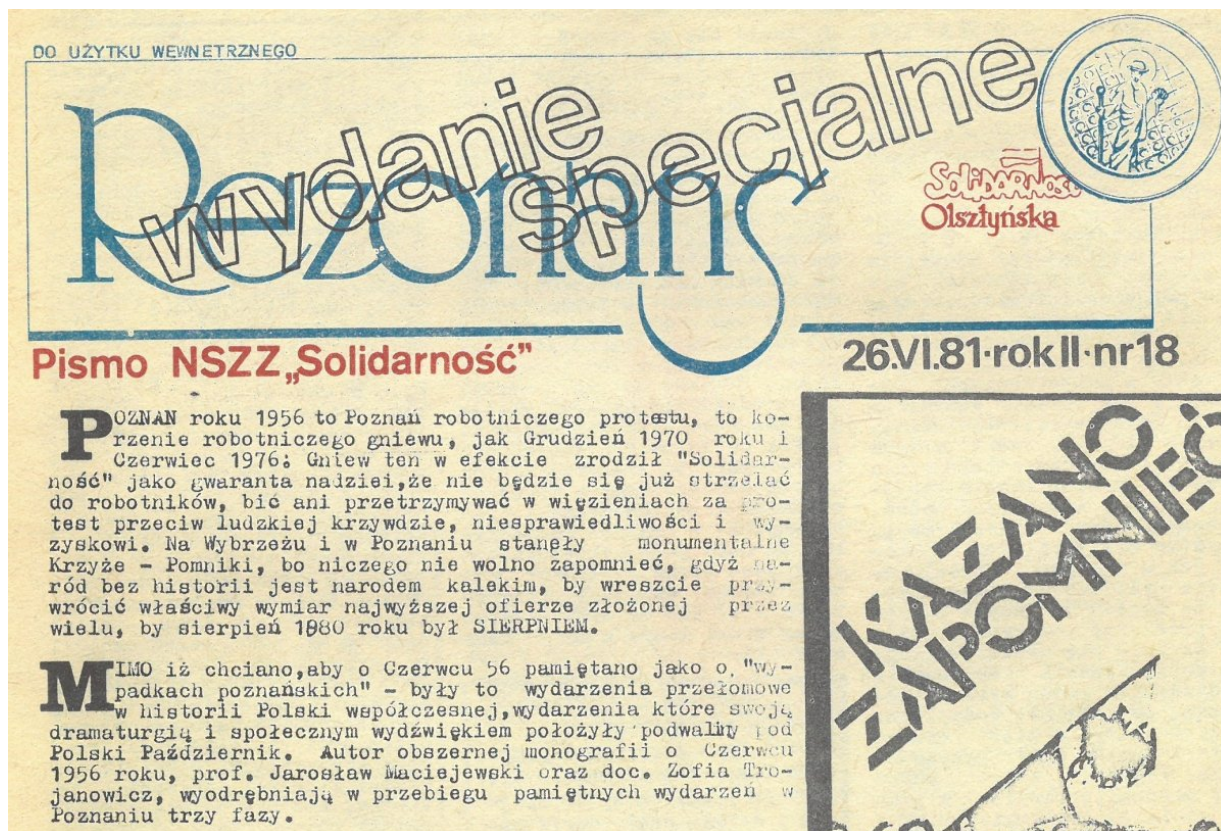 DO UŻYTKU WEWNETRZNEGO
Rezonans
wydanie
specjalne
Solidarność
Olsztyńska
Pismo NSZZ „Solidarność"
26.VI.81·rok II·nr 18
POZNAŃ roku 1956 to Poznań robotniczego protestu, to ko-
rzenie robotniczego gniewu, jak Grudzień 1970 roku i
Czerwiec 1976; Gniew ten w efekcie zrodził "Solidar-
ność" jako gwaranta nadziei,że nie będzie się już strzelać
do robotników, bić ani przetrzymywać w więzieniach za pro-
test przeciw ludzkiej krzywdzie, niesprawiedliwości i wy-
zyskowi. Na Wybrzeżu i w Poznaniu stanęły monumentalne
Krzyże - Pomniki, bo niczego nie wolno zapomnieć, gdyż na-
ród bez historii jest narodem kalekim, by wreszcie przy-
wrócić właściwy wymiar najwyższej ofierze złożonej przez
wielu, by sierpień 1980 roku był SIERPNIEM.
MIMO iż chciano,aby o Czerwcu 56 pamiętano jako o "wy-
padkach poznańskich" - były to wydarzenia przełomowe
w historii Polski współczesnej,wydarzenia które swoją
dramaturgią i społecznym wydźwiękiem położyły podwaliny pod
Polski Październik. Autor obszernej monografii o Czerwcu
1956 roku, prof. Jarosław Maciejewski oraz doc. Zofia Tro-
janowicz, wyodrębniają w przebiegu pamiętnych wydarzeń w
Poznaniu trzy fazy.
KAZANO
ZAPOMNIEĆ